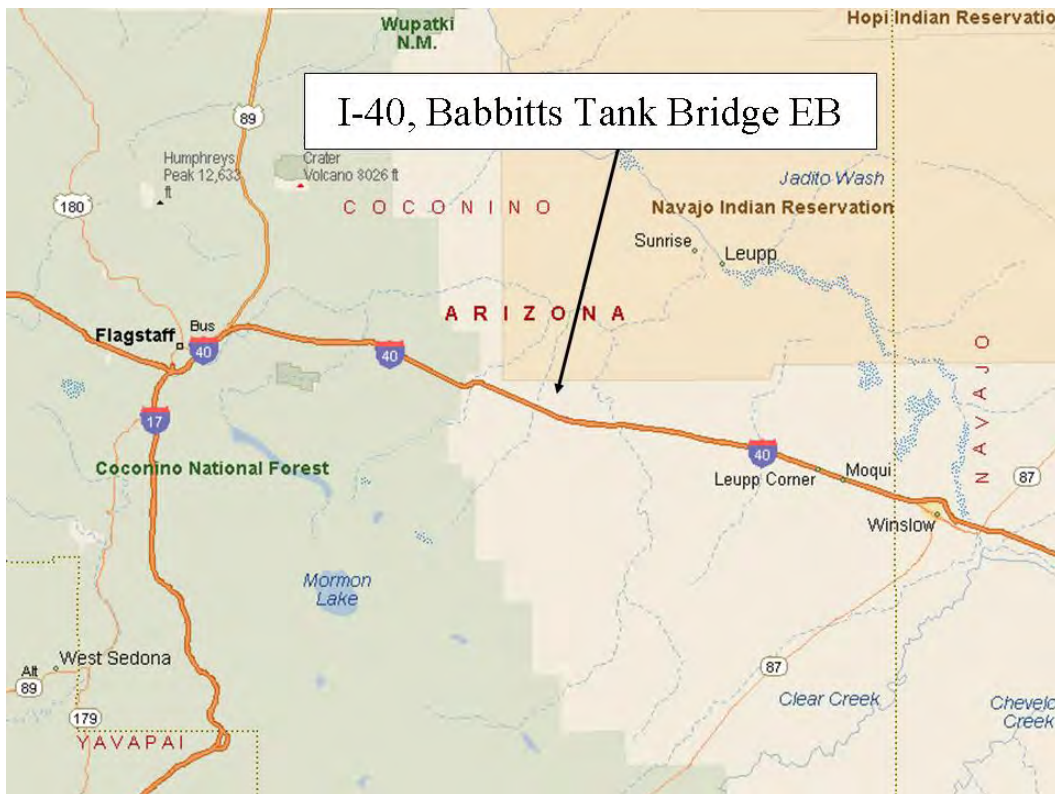 Wupatki
N.M.
Hopi Indian Reservatio
I-40, Babbitts Tank Bridge EB
89
Humphreys
Peak 12,633
ft
Crater
Volcano 8026 ft
180
COCONINO
Jadito Wash
Navajo Indian Reservation
Sunrise
Leupp
ARIZONA
Flagstaff
Bus
40
40
NAVAJO
17
Coconino National Forest
40
Leupp Corner
Moqui
87
Winslow
Mormon
Lake
West Sedona
Alt
89
87
179
Clear Creek
Chevelo
Creek
YAVAPAI